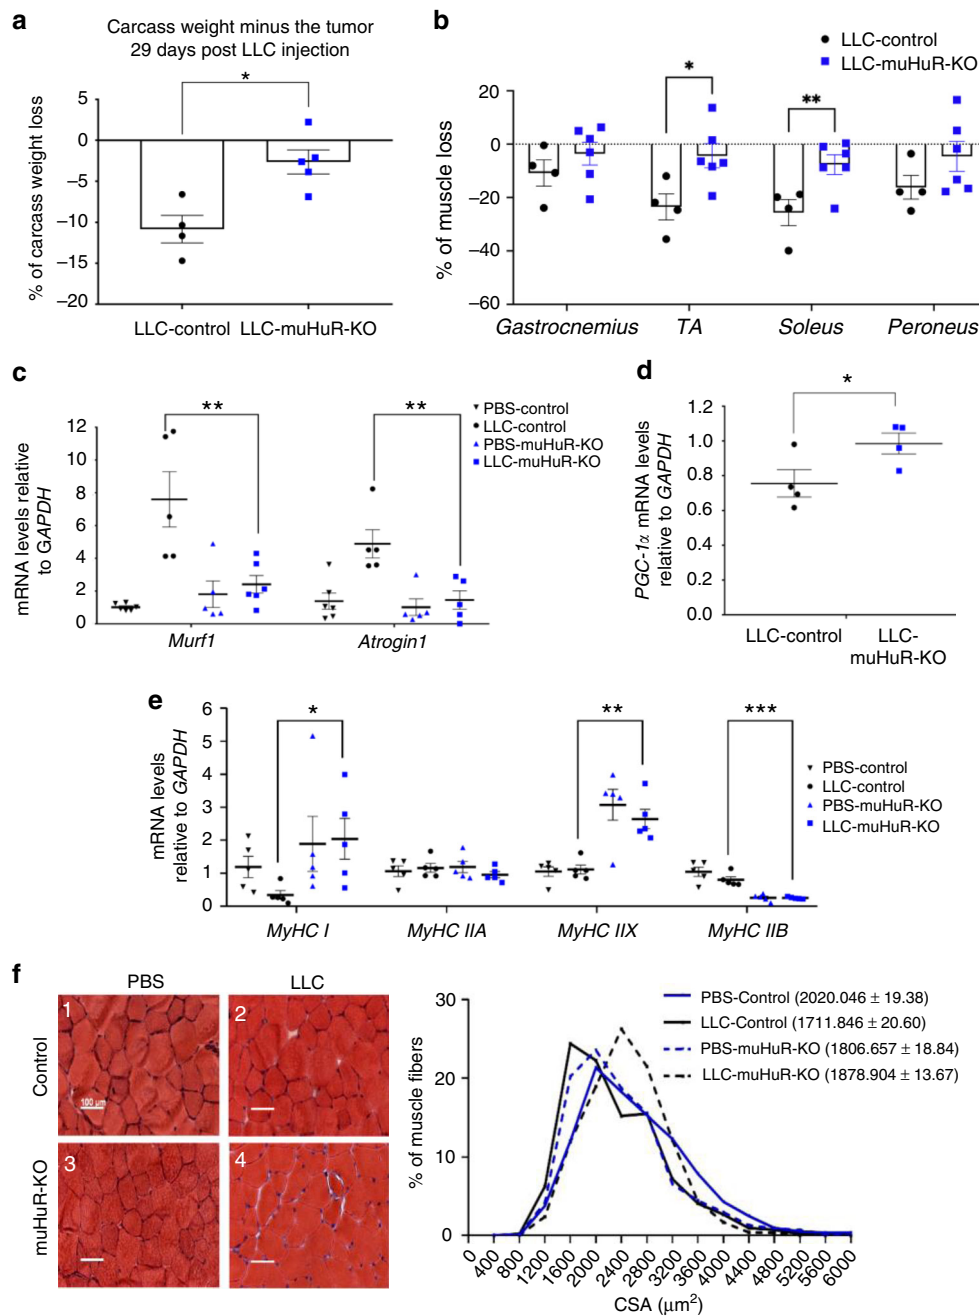 a
Carcass weight minus the tumor
29 days post LLC injection
*
% of carcass weight loss
5
0
−5
−10
−15
−20
LLC-control
LLC-muHuR-KO
b
LLC-control
LLC-muHuR-KO
*
**
% of muscle loss
20
0
−20
−40
−60
Gastrocnemius
TA
Soleus
Peroneus
c
**
**
PBS-control
LLC-control
PBS-muHuR-KO
LLC-muHuR-KO
mRNA levels relative
to GAPDH
12
10
8
6
4
2
0
Murf1
Atrogin1
d
*
PGC-1α mRNA levels
relative to GAPDH
1.2
1.0
0.8
0.6
0.4
0.2
0.0
LLC-control
LLC-
muHuR-KO
e
*
**
***
mRNA levels
relative to GAPDH
6
5
4
3
2
1
0
PBS-control
LLC-control
PBS-muHuR-KO
LLC-muHuR-KO
MyHC I
MyHC IIA
MyHC IIX
MyHC IIB
f
PBS
LLC
Control
muHuR-KO
1
2
3
4
100 μm
% of muscle fibers
30
20
10
0
PBS-Control (2020.046 ± 19.38)
LLC-Control (1711.846 ± 20.60)
PBS-muHuR-KO (1806.657 ± 18.84)
LLC-muHuR-KO (1878.904 ± 13.67)
0
400
800
1200
1600
2000
2400
2800
3200
3600
4000
4400
4800
5200
5600
6000
CSA (μm²)